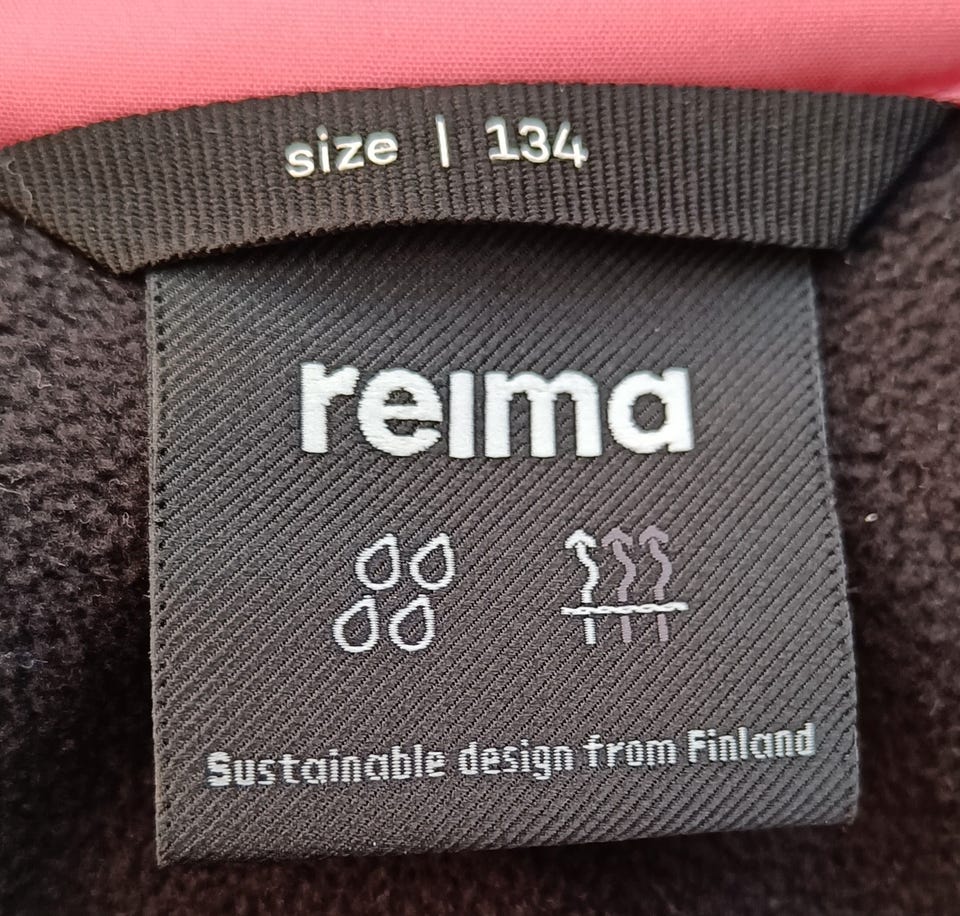 size | 134
reima
Sustainable design from Finland